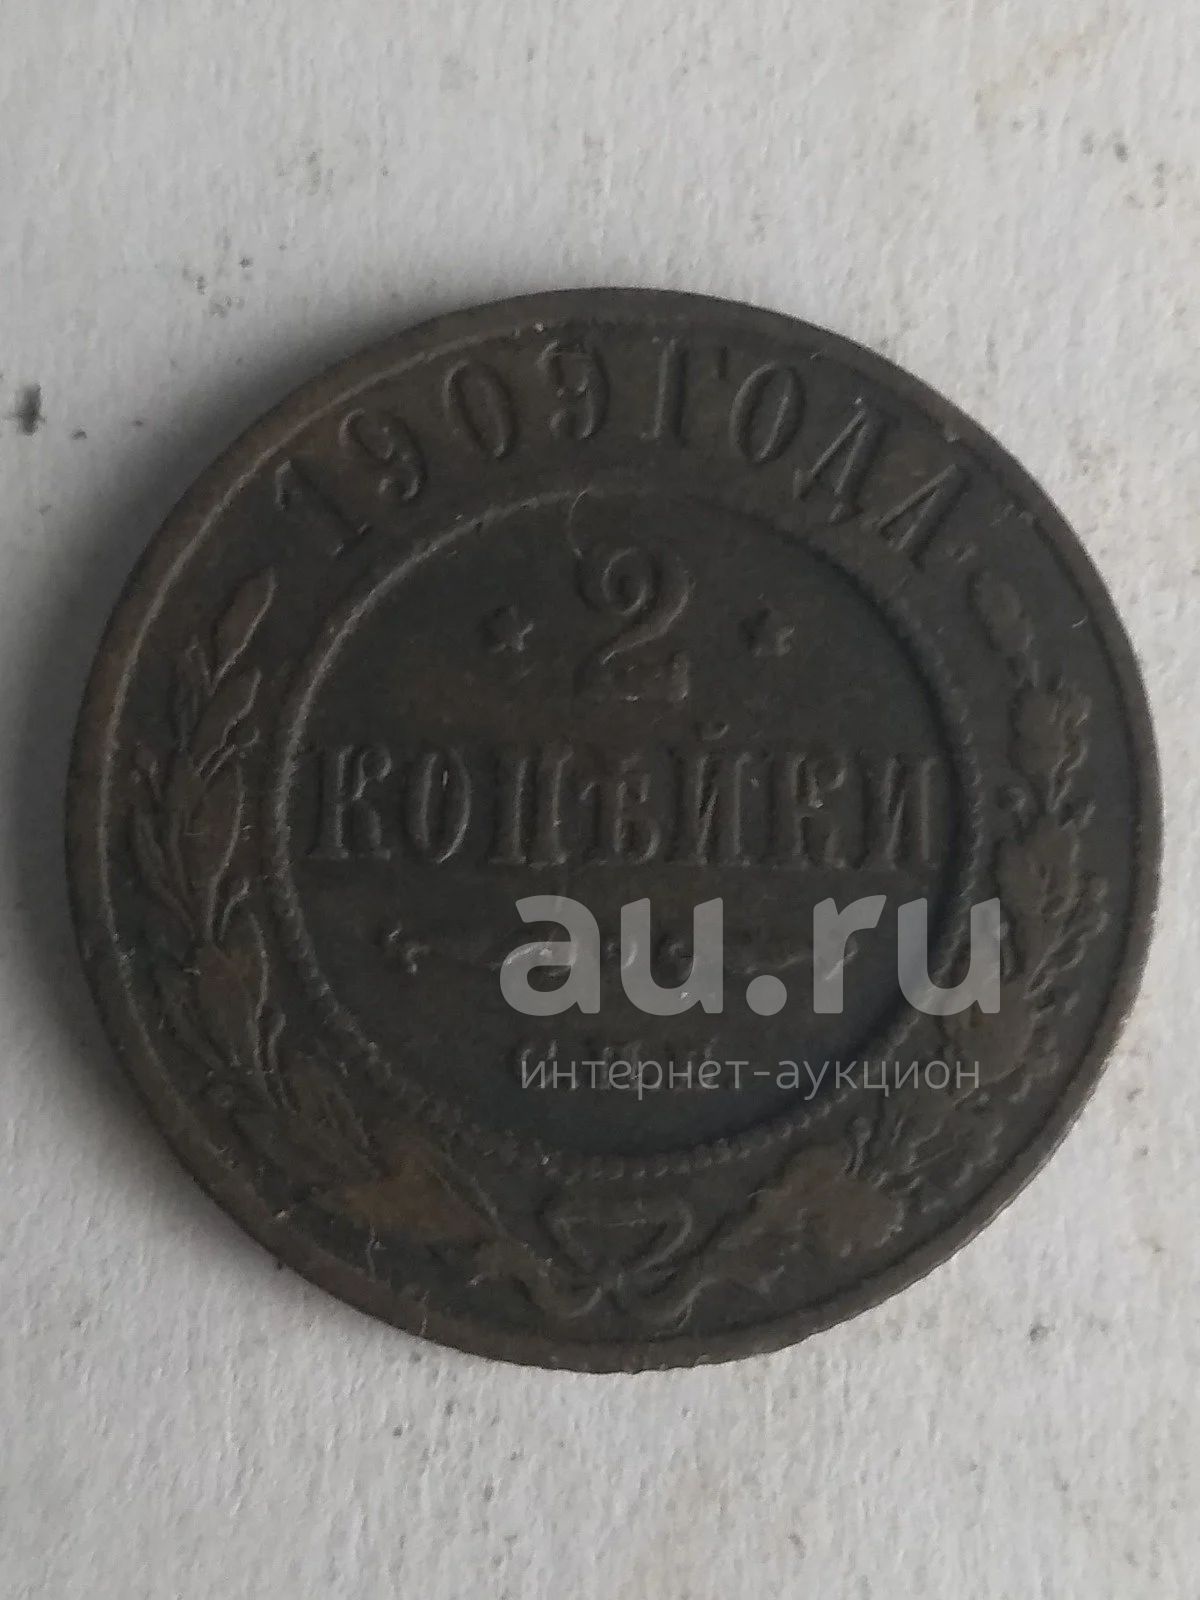 1909 ГОДА.
2
КОПѢЙКИ
au.ru
интернет-аукцион